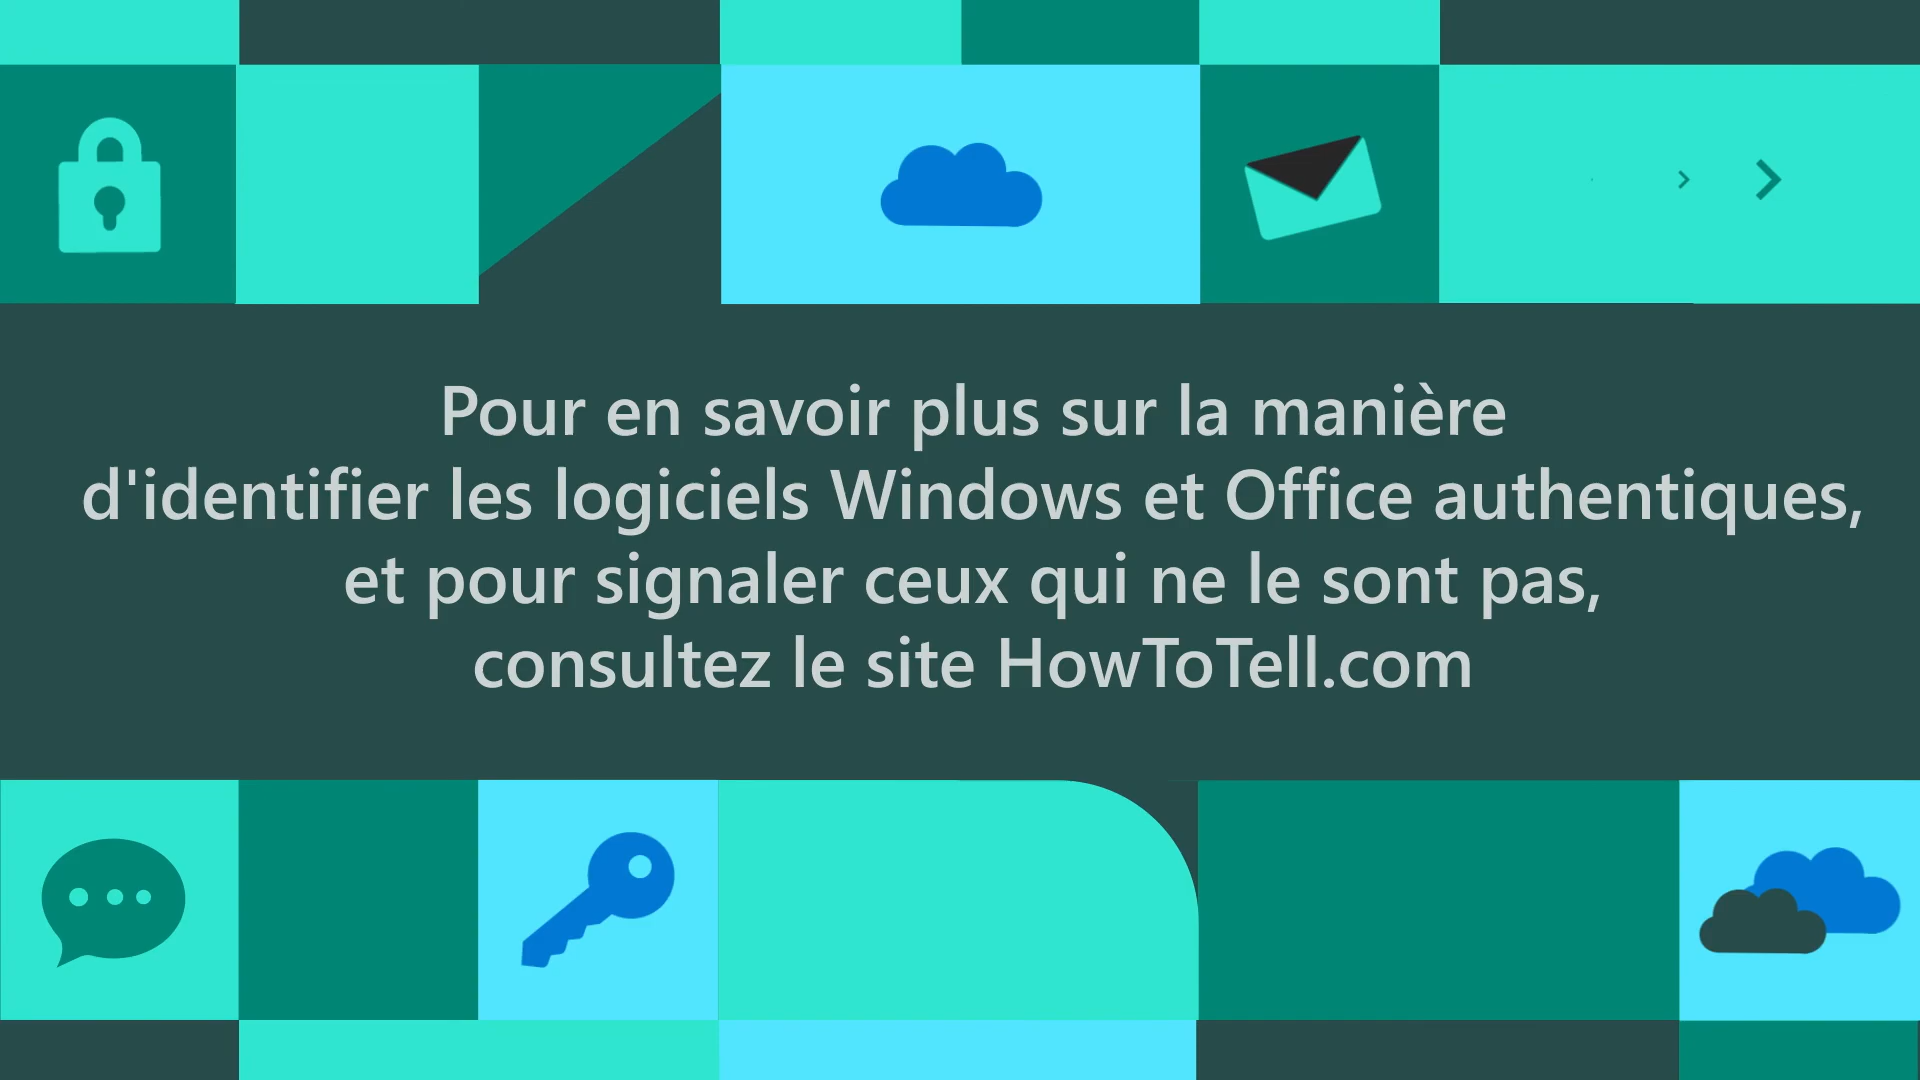 Pour en savoir plus sur la manière
d'identifier les logiciels Windows et Office authentiques,
et pour signaler ceux qui ne le sont pas,
consultez le site HowToTell.com